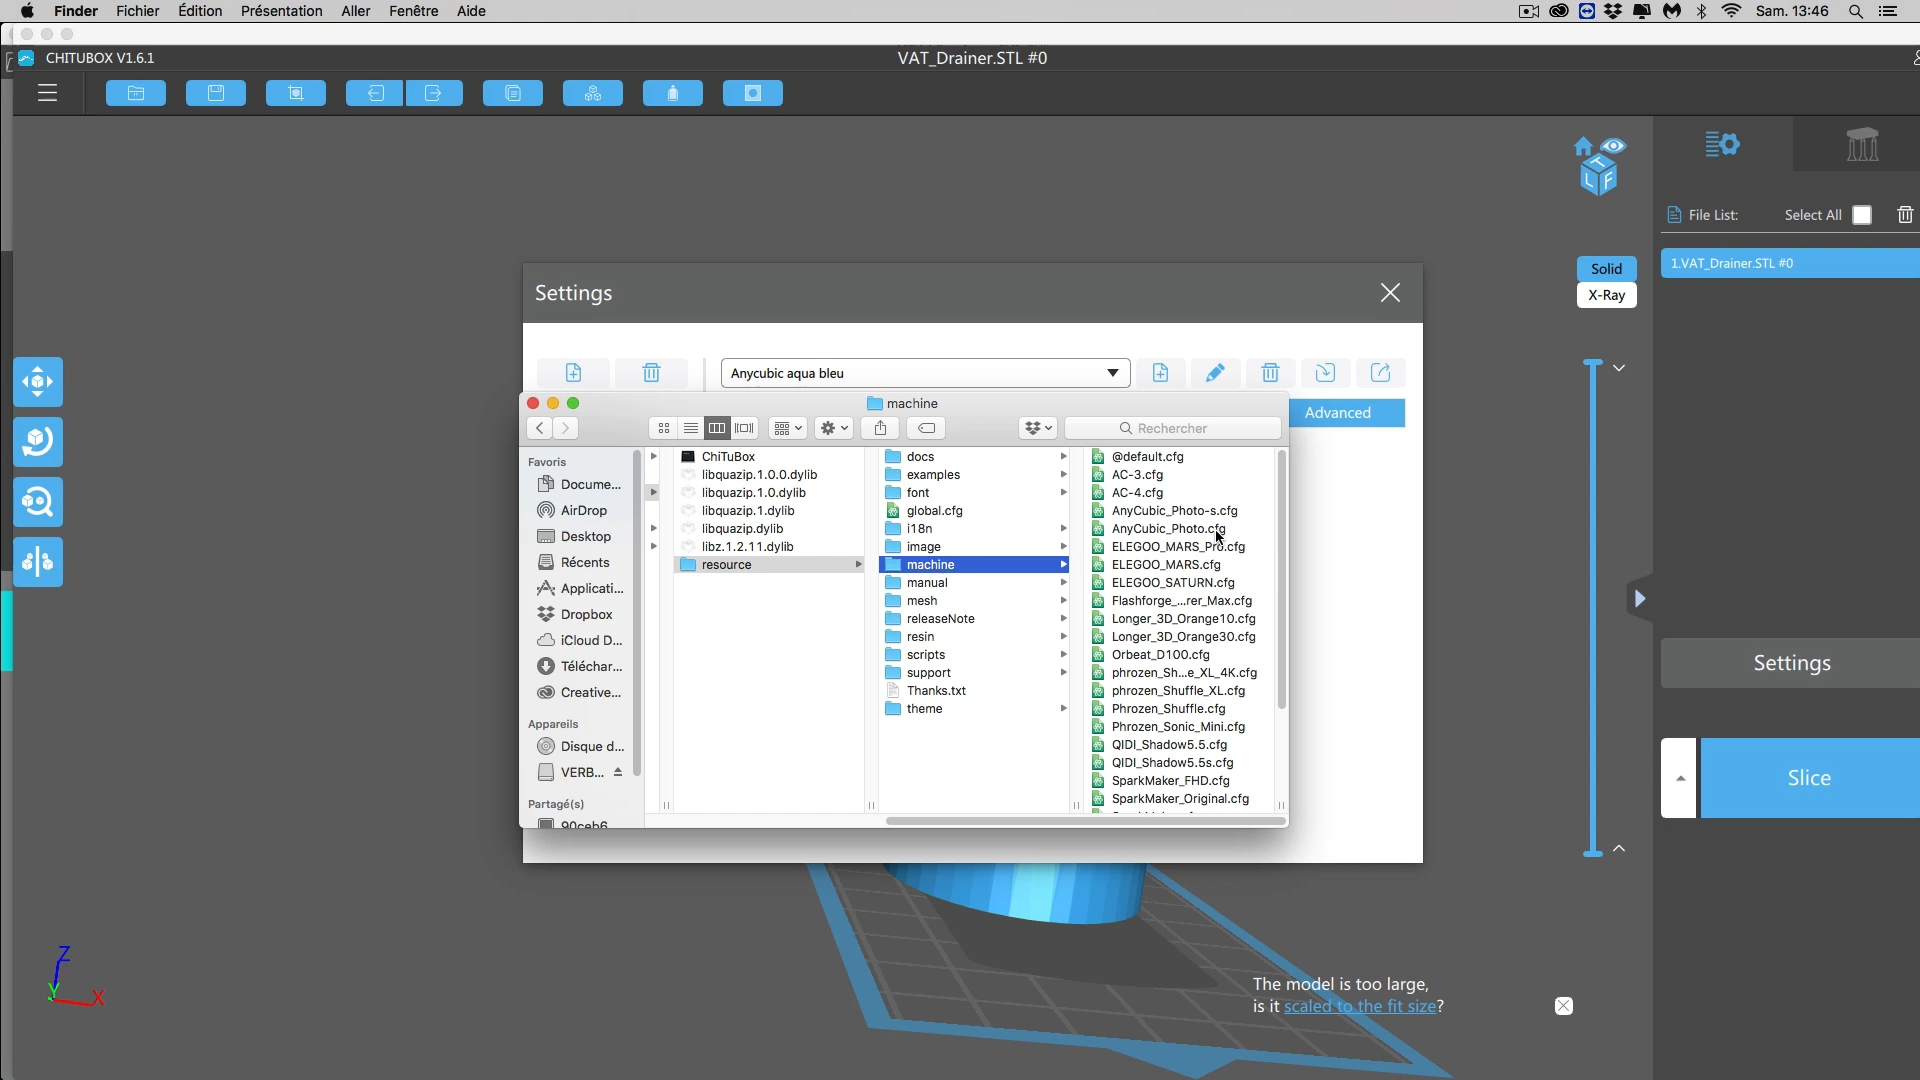 Finder Fichier Édition Présentation Aller Fenêtre Aide Sam. 13:46
CHITUBOX V1.6.1 VAT_Drainer.STL #0
T
L F
File List: Select All
1.VAT_Drainer.STL #0
Solid
X-Ray
Settings
Anycubic aqua bleu
Advanced
machine
Rechercher
Favoris
Docume...
AirDrop
Desktop
Récents
Applicati...
Dropbox
iCloud D...
Téléchar...
Creative...
Appareils
Disque d...
VERB...
Partagé(s)
90ceb6
ChiTuBox
libquazip.1.0.0.dylib
libquazip.1.0.dylib
libquazip.1.dylib
libquazip.dylib
libz.1.2.11.dylib
resource
docs
examples
font
global.cfg
i18n
image
machine
manual
mesh
releaseNote
resin
scripts
support
Thanks.txt
theme
@default.cfg
AC-3.cfg
AC-4.cfg
AnyCubic_Photo-s.cfg
AnyCubic_Photo.cfg
ELEGOO_MARS_Pro.cfg
ELEGOO_MARS.cfg
ELEGOO_SATURN.cfg
Flashforge_...rer_Max.cfg
Longer_3D_Orange10.cfg
Longer_3D_Orange30.cfg
Orbeat_D100.cfg
phrozen_Sh...e_XL_4K.cfg
phrozen_Shuffle_XL.cfg
Phrozen_Shuffle.cfg
Phrozen_Sonic_Mini.cfg
QIDI_Shadow5.5.cfg
QIDI_Shadow5.5s.cfg
SparkMaker_FHD.cfg
SparkMaker_Original.cfg
Settings
Slice
Z
Y X
The model is too large,
is it scaled to the fit size?